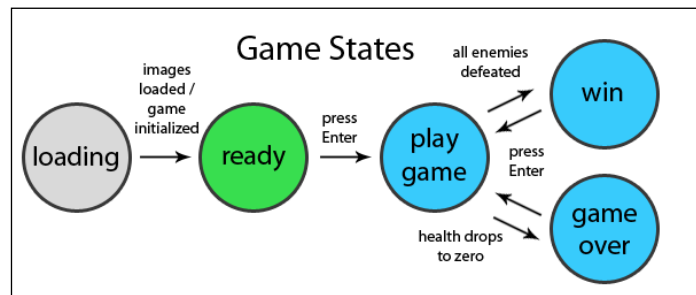 Game States
images
loaded /
game
initialized
loading
ready
press
Enter
play
game
all enemies
defeated
win
press
Enter
health drops
to zero
game
over